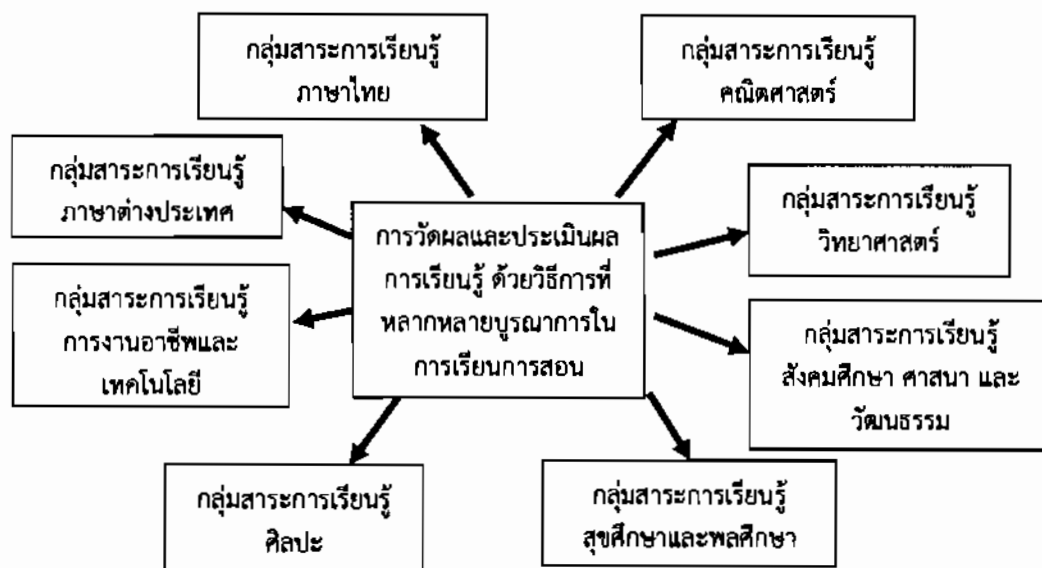 กลุ่มสาระการเรียนรู้
ภาษาไทย
กลุ่มสาระการเรียนรู้
คณิตศาสตร์
กลุ่มสาระการเรียนรู้
ภาษาต่างประเทศ
กลุ่มสาระการเรียนรู้
วิทยาศาสตร์
การวัดผลและประเมินผล
การเรียนรู้ ด้วยวิธีการที่
หลากหลายบูรณาการใน
การเรียนการสอน
กลุ่มสาระการเรียนรู้
การงานอาชีพและ
เทคโนโลยี
กลุ่มสาระการเรียนรู้
สังคมศึกษา ศาสนา และ
วัฒนธรรม
กลุ่มสาระการเรียนรู้
ศิลปะ
กลุ่มสาระการเรียนรู้
สุขศึกษาและพลศึกษา